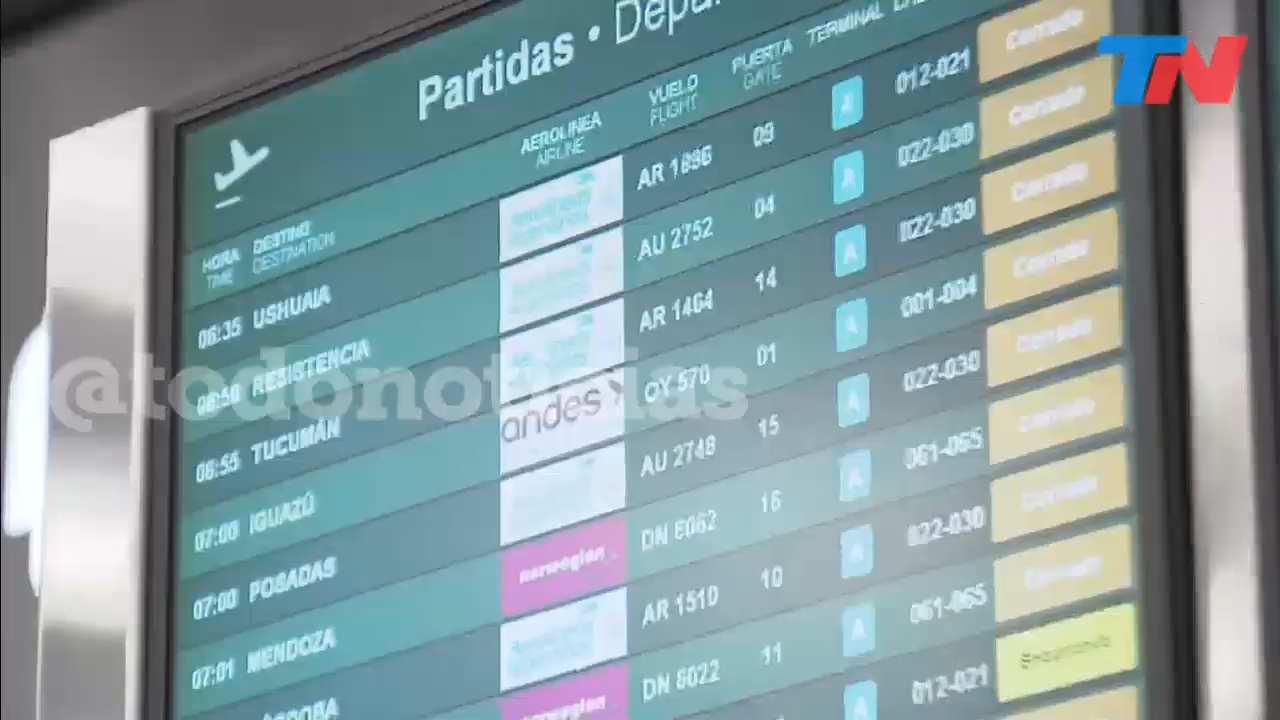 TN
Partidas • Depar
HORA DESTINO AEROLINEA VUELO PUERTA TERMINAL
TIME DESTINATION AIRLINE FLIGHT GATE
06:35 USHUAIA 09 A 012-021 Cerrado
06:50 RESISTENCIA AU 2752 04 A 022-030 Cerrado
06:55 TUCUMÁN AR 1464 14 A 022-030 Cerrado
07:00 IGUAZÚ andes OY 570 01 A 001-004 Cerrado
07:00 POSADAS AU 2748 15 A 022-030 Cerrado
07:01 MENDOZA norwegian DN 6062 16 A 061-065 Cerrado
CÓRDOBA AR 1510 10 A 022-030 Cerrado
norwegian DN 6022 11 A 061-065 Cerrado
A 012-021
@todonoticias